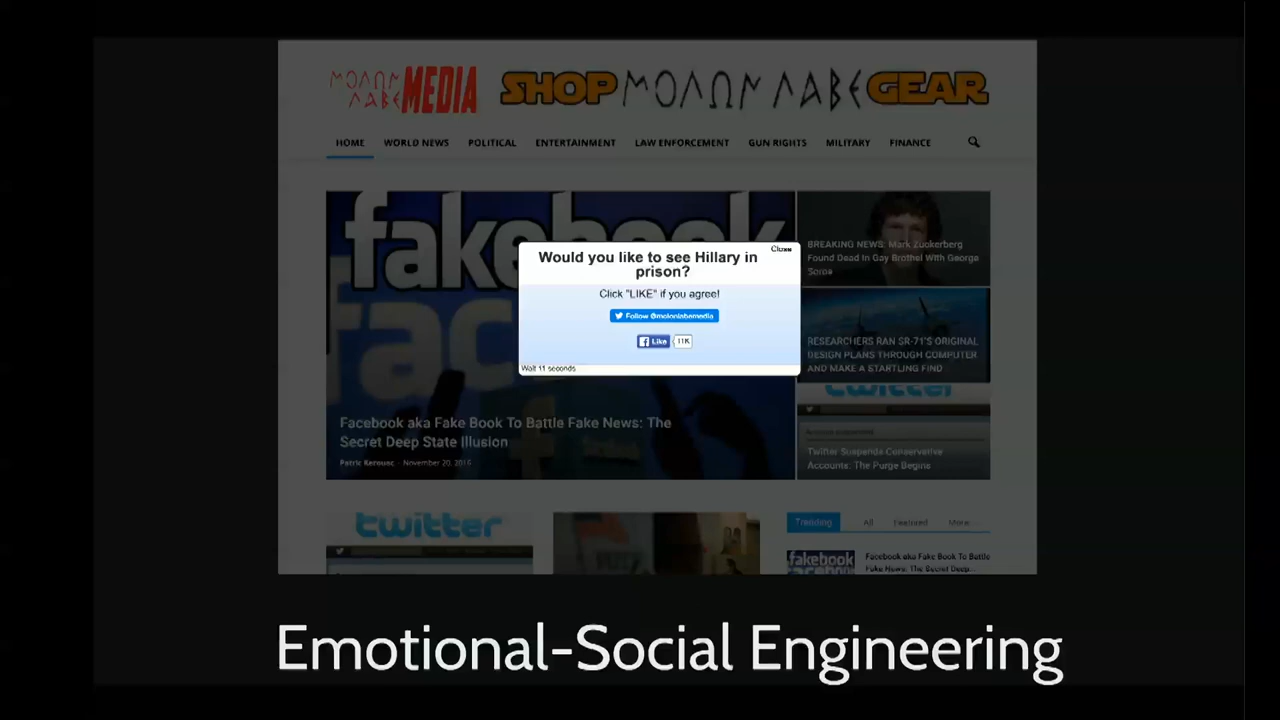 ΜΟΛΩΝ
ΛΑΒΕ MEDIA
SHOP ΜΟΛΩΝ ΛΑΒΕ GEAR
HOME WORLD NEWS POLITICAL ENTERTAINMENT LAW ENFORCEMENT GUN RIGHTS MILITARY FINANCE
fakebook
fac
Close
Would you like to see Hillary in
prison?
Click "LIKE" if you agree!
Follow @molonlabemedia
Like 11K
Wait 11 seconds
BREAKING NEWS: Mark Zuckerberg
Found Dead In Gay Brothel With George
Soros
RESEARCHERS RAN SR-71'S ORIGINAL
DESIGN PLANS THROUGH COMPUTER
AND MAKE A STARTLING FIND
twitter
Account suspended
Twitter Suspends Conservative
Accounts: The Purge Begins
Facebook aka Fake Book To Battle Fake News: The
Secret Deep State Illusion
November 20, 2016
twitter
Trending All Featured More
fakebook
Facebook aka Fake Book To Battle
Fake News: The Secret Deep...
Emotional-Social Engineering